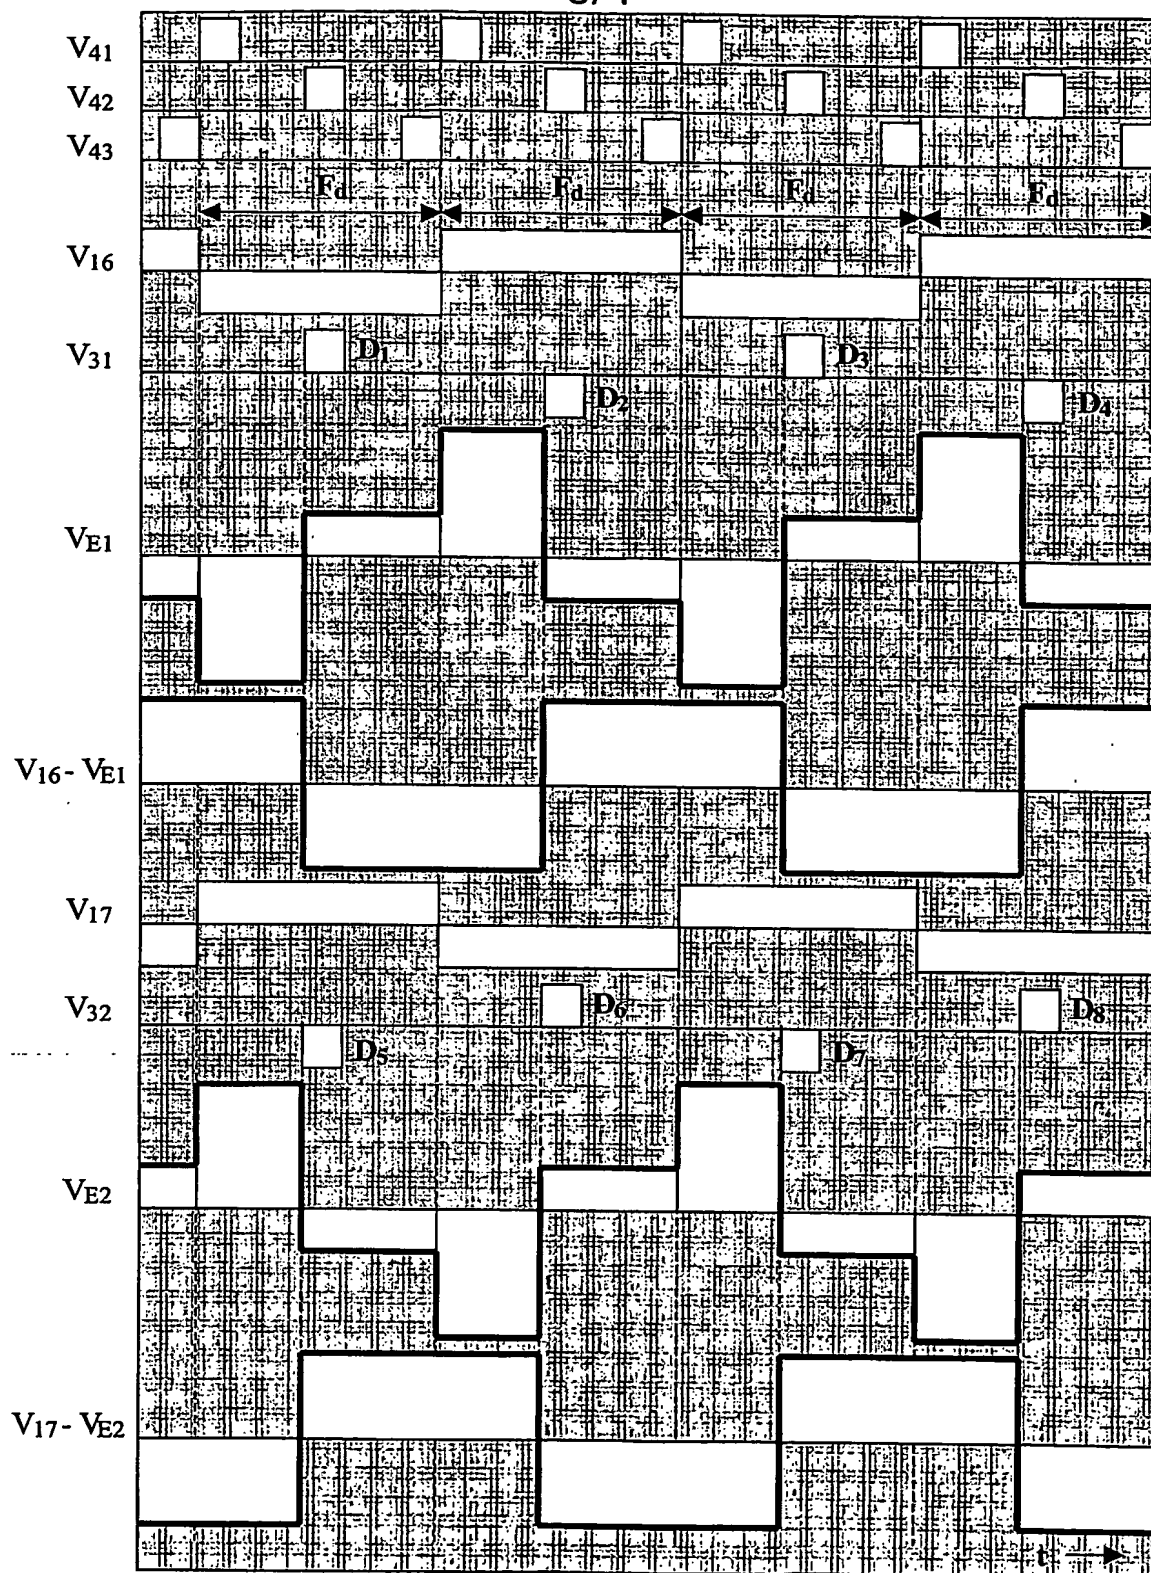 V41
V42
V43
Fd Fd Fd Fd
V16
V31 D1 D3
D2 D4
VE1
V16 - VE1
V17
V32 D6 D8
D5 D7
VE2
V17 - VE2
t